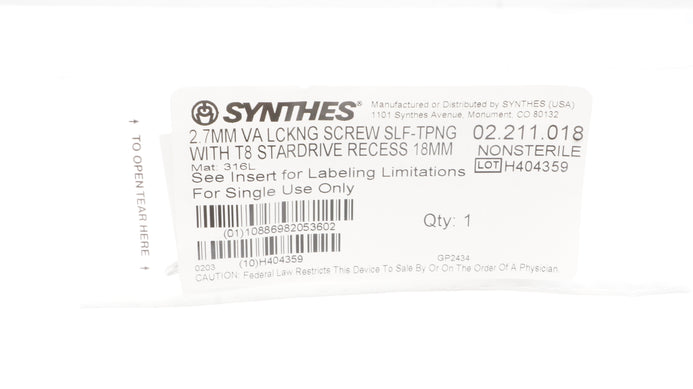 SYNTHES®
Manufactured or Distributed by SYNTHES (USA)
1101 Synthes Avenue, Monument, CO 80132
2.7MM VA LCKNG SCREW SLF-TPNG
WITH T8 STARDRIVE RECESS 18MM
02.211.018
NONSTERILE
LOT H404359
Mat: 316L
See Insert for Labeling Limitations
For Single Use Only
(01)10886982053602
Qty: 1
(10)H404359
0203
GP2434
CAUTION: Federal Law Restricts This Device To Sale By Or On The Order Of A Physician.
↑ TO OPEN TEAR HERE ↑